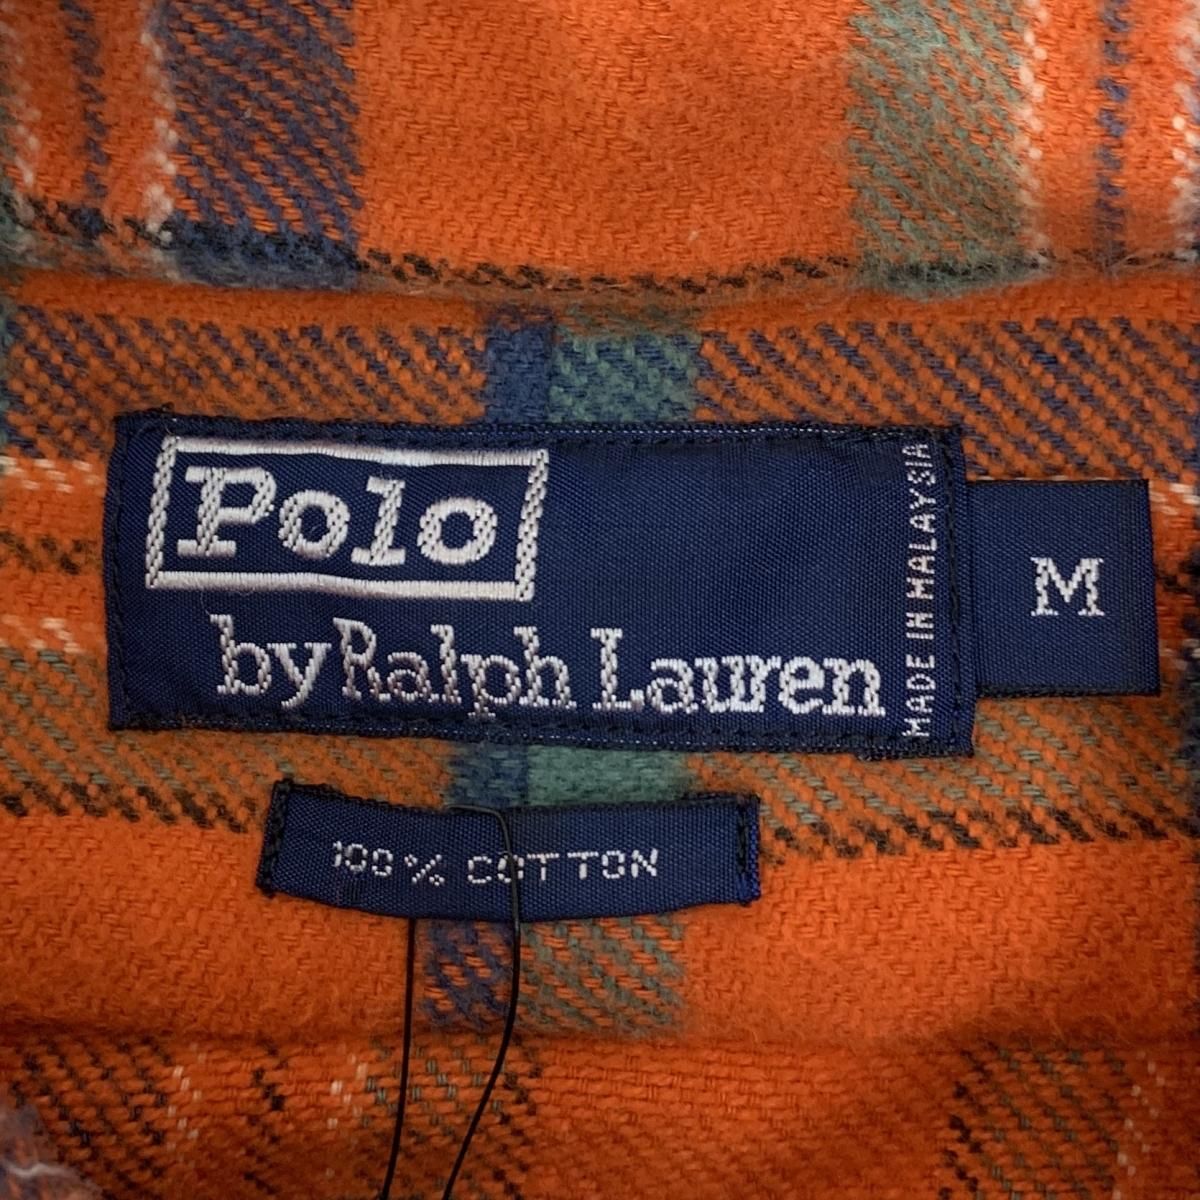 Polo
by Ralph Lauren
MADE IN MALAYSIA
M
100% COTTON